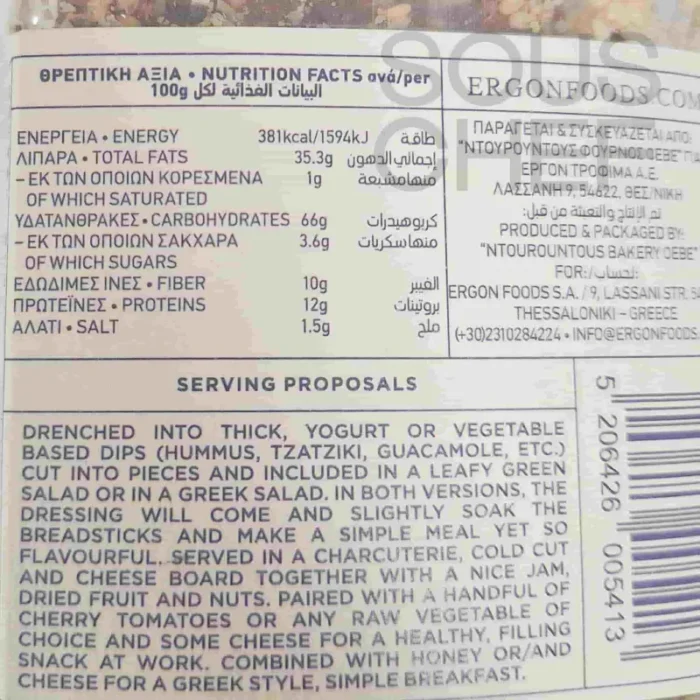 SOUS
CHEF
ΘΡΕΠΤΙΚΗ ΑΞΙΑ • NUTRITION FACTS ανά/per
100g البيانات الغذائية لكل
ΕΝΕΡΓΕΙΑ • ENERGY 381kcal/1594kJ طاقة
ΛΙΠΑΡΑ • TOTAL FATS 35.3g إجمالي الدهون
– ΕΚ ΤΩΝ ΟΠΟΙΩΝ ΚΟΡΕΣΜΕΝΑ 1g منها مشبعة
OF WHICH SATURATED
ΥΔΑΤΑΝΘΡΑΚΕΣ • CARBOHYDRATES 66g كربوهيدرات
– ΕΚ ΤΩΝ ΟΠΟΙΩΝ ΣΑΚΧΑΡΑ 3.6g منها سكريات
OF WHICH SUGARS
ΕΔΩΔΙΜΕΣ ΙΝΕΣ • FIBER 10g الفيبر
ΠΡΩΤΕΪΝΕΣ • PROTEINS 12g بروتينات
ΑΛΑΤΙ • SALT 1.5g ملح
ERGONFOODS.COM
ΠΑΡΑΓΕΤΑΙ & ΣΥΣΚΕΥΑΖΕΤΑΙ ΑΠΟ:
"ΝΤΟΥΡΟΥΝΤΟΥΣ ΦΟΥΡΝΟΣ ΟΕΒΕ" ΓΙΑ
ΕΡΓΟΝ ΤΡΟΦΙΜΑ Α.Ε.
ΛΑΣΣΑΝΗ 9, 54622, ΘΕΣ/ΝΙΚΗ
تم الإنتاج والتعبئة من قبل:
PRODUCED & PACKAGED BY:
"NTOUROUNTOUS BAKERY OEBE"
FOR:/لحساب:
ERGON FOODS S.A. / 9, LASSANI STR.
THESSALONIKI – GREECE
(+30)2310284224 • INFO@ERGONFOODS.
SERVING PROPOSALS
DRENCHED INTO THICK, YOGURT OR VEGETABLE
BASED DIPS (HUMMUS, TZATZIKI, GUACAMOLE, ETC.)
CUT INTO PIECES AND INCLUDED IN A LEAFY GREEN
SALAD OR IN A GREEK SALAD. IN BOTH VERSIONS, THE
DRESSING WILL COME AND SLIGHTLY SOAK THE
BREADSTICKS AND MAKE A SIMPLE MEAL YET SO
FLAVOURFUL. SERVED IN A CHARCUTERIE, COLD CUT
AND CHEESE BOARD TOGETHER WITH A NICE JAM,
DRIED FRUIT AND NUTS. PAIRED WITH A HANDFUL OF
CHERRY TOMATOES OR ANY RAW VEGETABLE OF
CHOICE AND SOME CHEESE FOR A HEALTHY, FILLING
SNACK AT WORK. COMBINED WITH HONEY OR/AND
CHEESE FOR A GREEK STYLE, SIMPLE BREAKFAST.
5 206426 005413